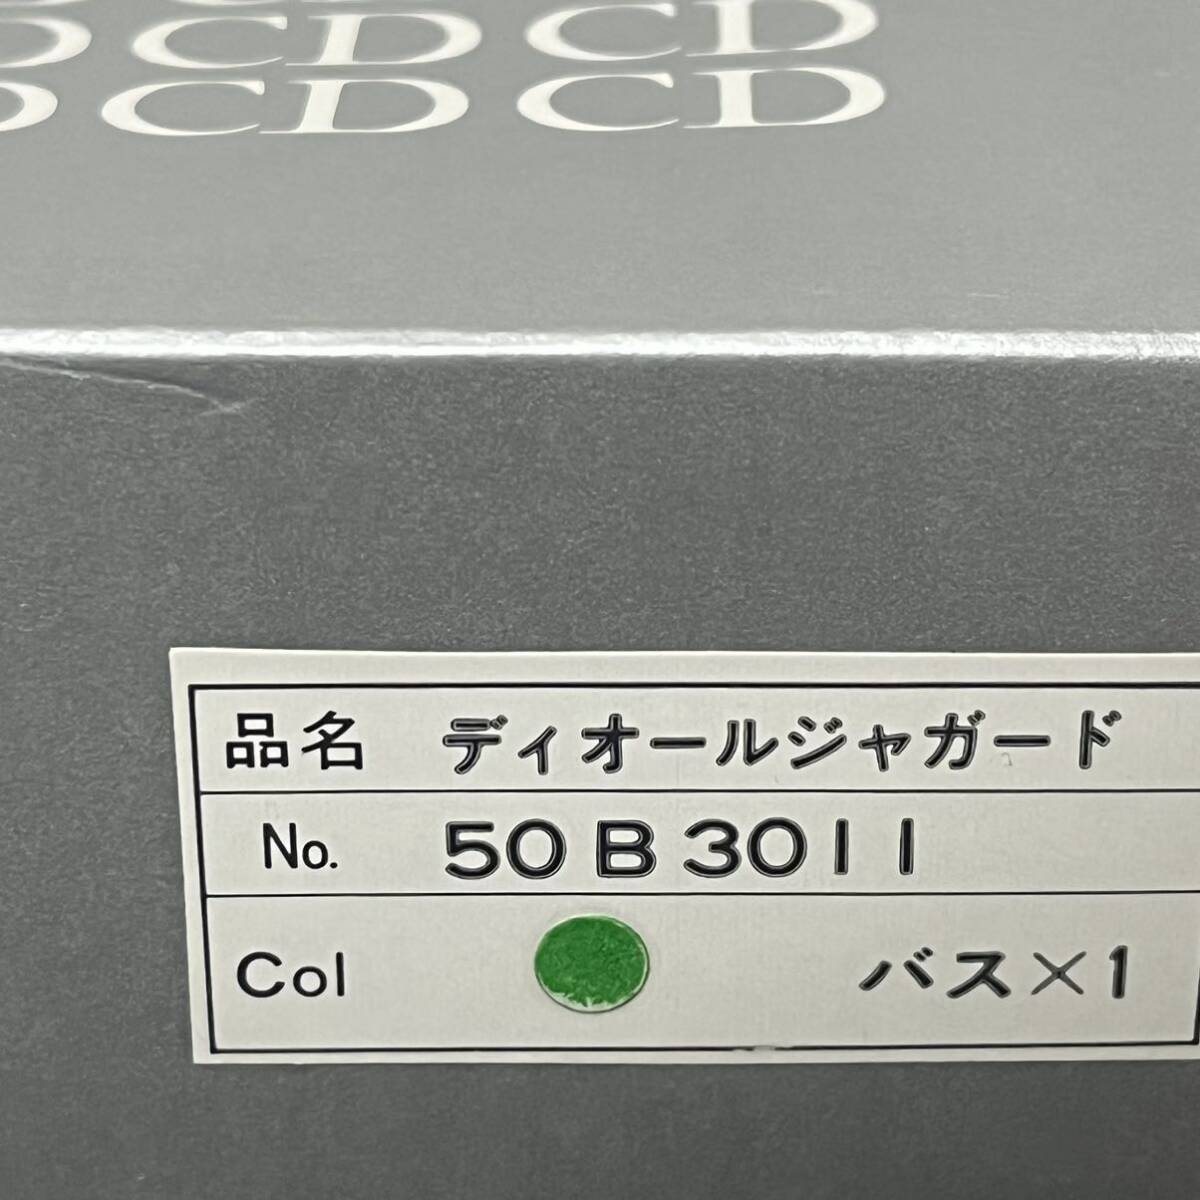 CD CD
CD CD
品名 ディオールジャガード
No. 50B3011
Col バス×1